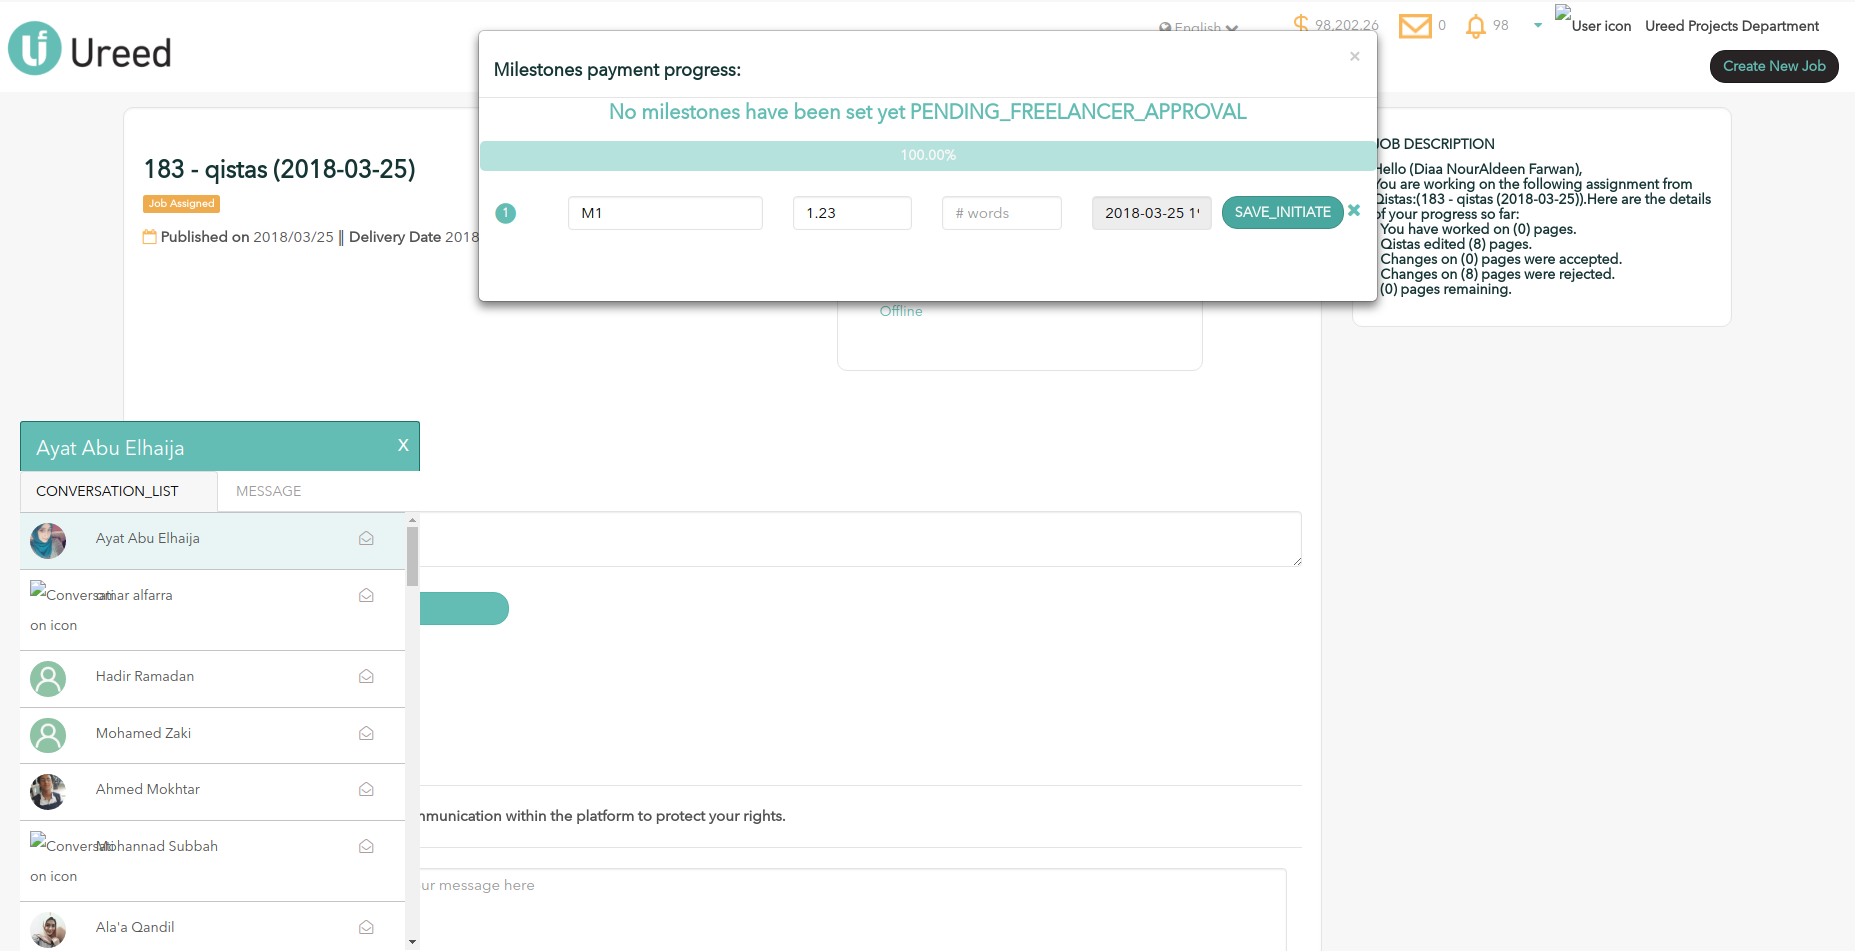 Ureed
English
98,202.26
0
98
User icon
Ureed Projects Department
Create New Job
Milestones payment progress:
×
No milestones have been set yet PENDING_FREELANCER_APPROVAL
100.00%
1
M1
1.23
# words
2018-03-25
SAVE_INITIATE
183 - qistas (2018-03-25)
Job Assigned
Published on 2018/03/25 || Delivery Date 2018
Offline
JOB DESCRIPTION
Hello (Diaa NourAldeen Farwan),
You are working on the following assignment from
Qistas:(183 - qistas (2018-03-25)).Here are the details
of your progress so far:
You have worked on (0) pages.
Qistas edited (8) pages.
Changes on (0) pages were accepted.
Changes on (8) pages were rejected.
(0) pages remaining.
Ayat Abu Elhaija
X
CONVERSATION_LIST
MESSAGE
Ayat Abu Elhaija
omar alfarra
on icon
Hadir Ramadan
Mohamed Zaki
Ahmed Mokhtar
Mohannad Subbah
on icon
Ala'a Qandil
mmunication within the platform to protect your rights.
ur message here